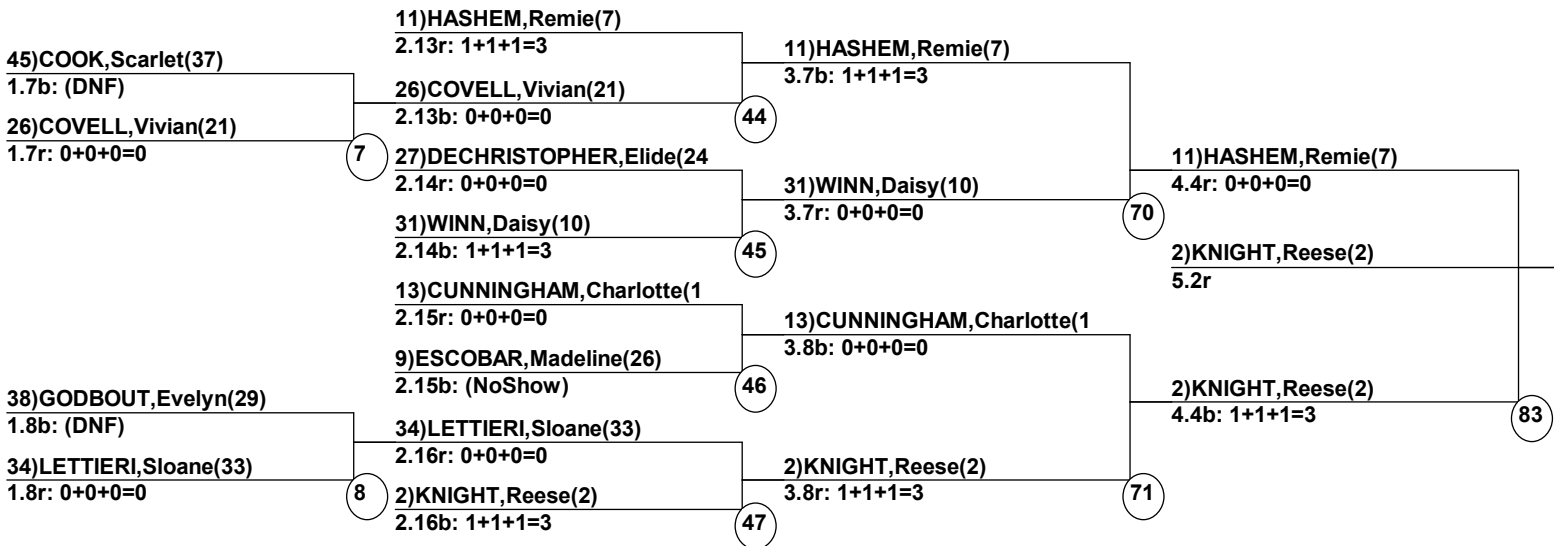 45)COOK,Scarlet(37)
1.7b: (DNF)
26)COVELL,Vivian(21)
1.7r: 0+0+0=0
7
38)GODBOUT,Evelyn(29)
1.8b: (DNF)
34)LETTIERI,Sloane(33)
1.8r: 0+0+0=0
8
11)HASHEM,Remie(7)
2.13r: 1+1+1=3
26)COVELL,Vivian(21)
2.13b: 0+0+0=0
44
27)DECHRISTOPHER,Elide(24
2.14r: 0+0+0=0
31)WINN,Daisy(10)
2.14b: 1+1+1=3
45
13)CUNNINGHAM,Charlotte(1
2.15r: 0+0+0=0
9)ESCOBAR,Madeline(26)
2.15b: (NoShow)
46
34)LETTIERI,Sloane(33)
2.16r: 0+0+0=0
2)KNIGHT,Reese(2)
2.16b: 1+1+1=3
47
11)HASHEM,Remie(7)
3.7b: 1+1+1=3
31)WINN,Daisy(10)
3.7r: 0+0+0=0
70
13)CUNNINGHAM,Charlotte(1
3.8b: 0+0+0=0
2)KNIGHT,Reese(2)
3.8r: 1+1+1=3
71
11)HASHEM,Remie(7)
4.4r: 0+0+0=0
2)KNIGHT,Reese(2)
4.4b: 1+1+1=3
83
2)KNIGHT,Reese(2)
5.2r